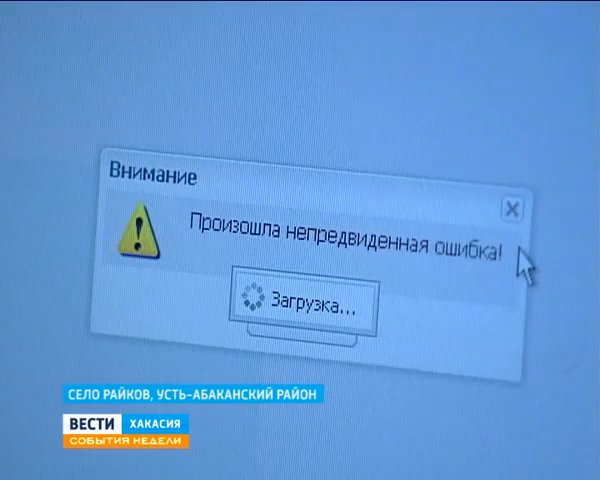 Внимание
Произошла непредвиденная ошибка!
Загрузка...
СЕЛО РАЙКОВ, УСТЬ-АБАКАНСКИЙ РАЙОН
ВЕСТИ ХАКАСИЯ
СОБЫТИЯ НЕДЕЛИ